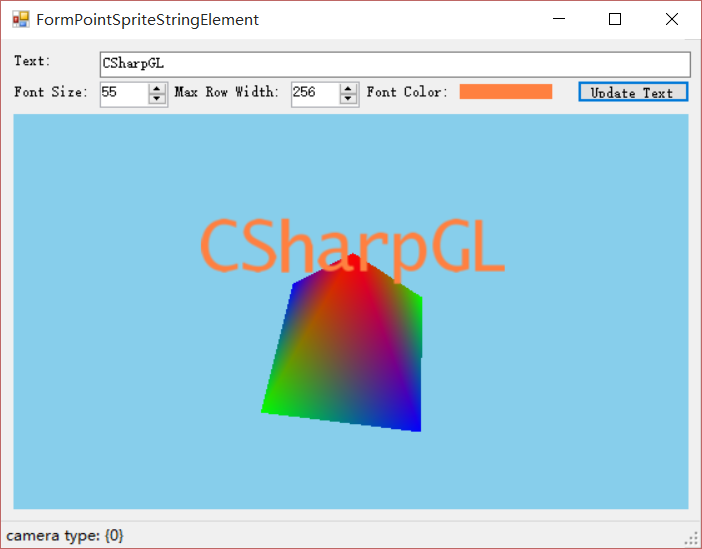 FormPointSpriteStringElement
Text: CSharpGL
Font Size: 55 Max Row Width: 256 Font Color: Update Text
CSharpGL
camera type: {0}